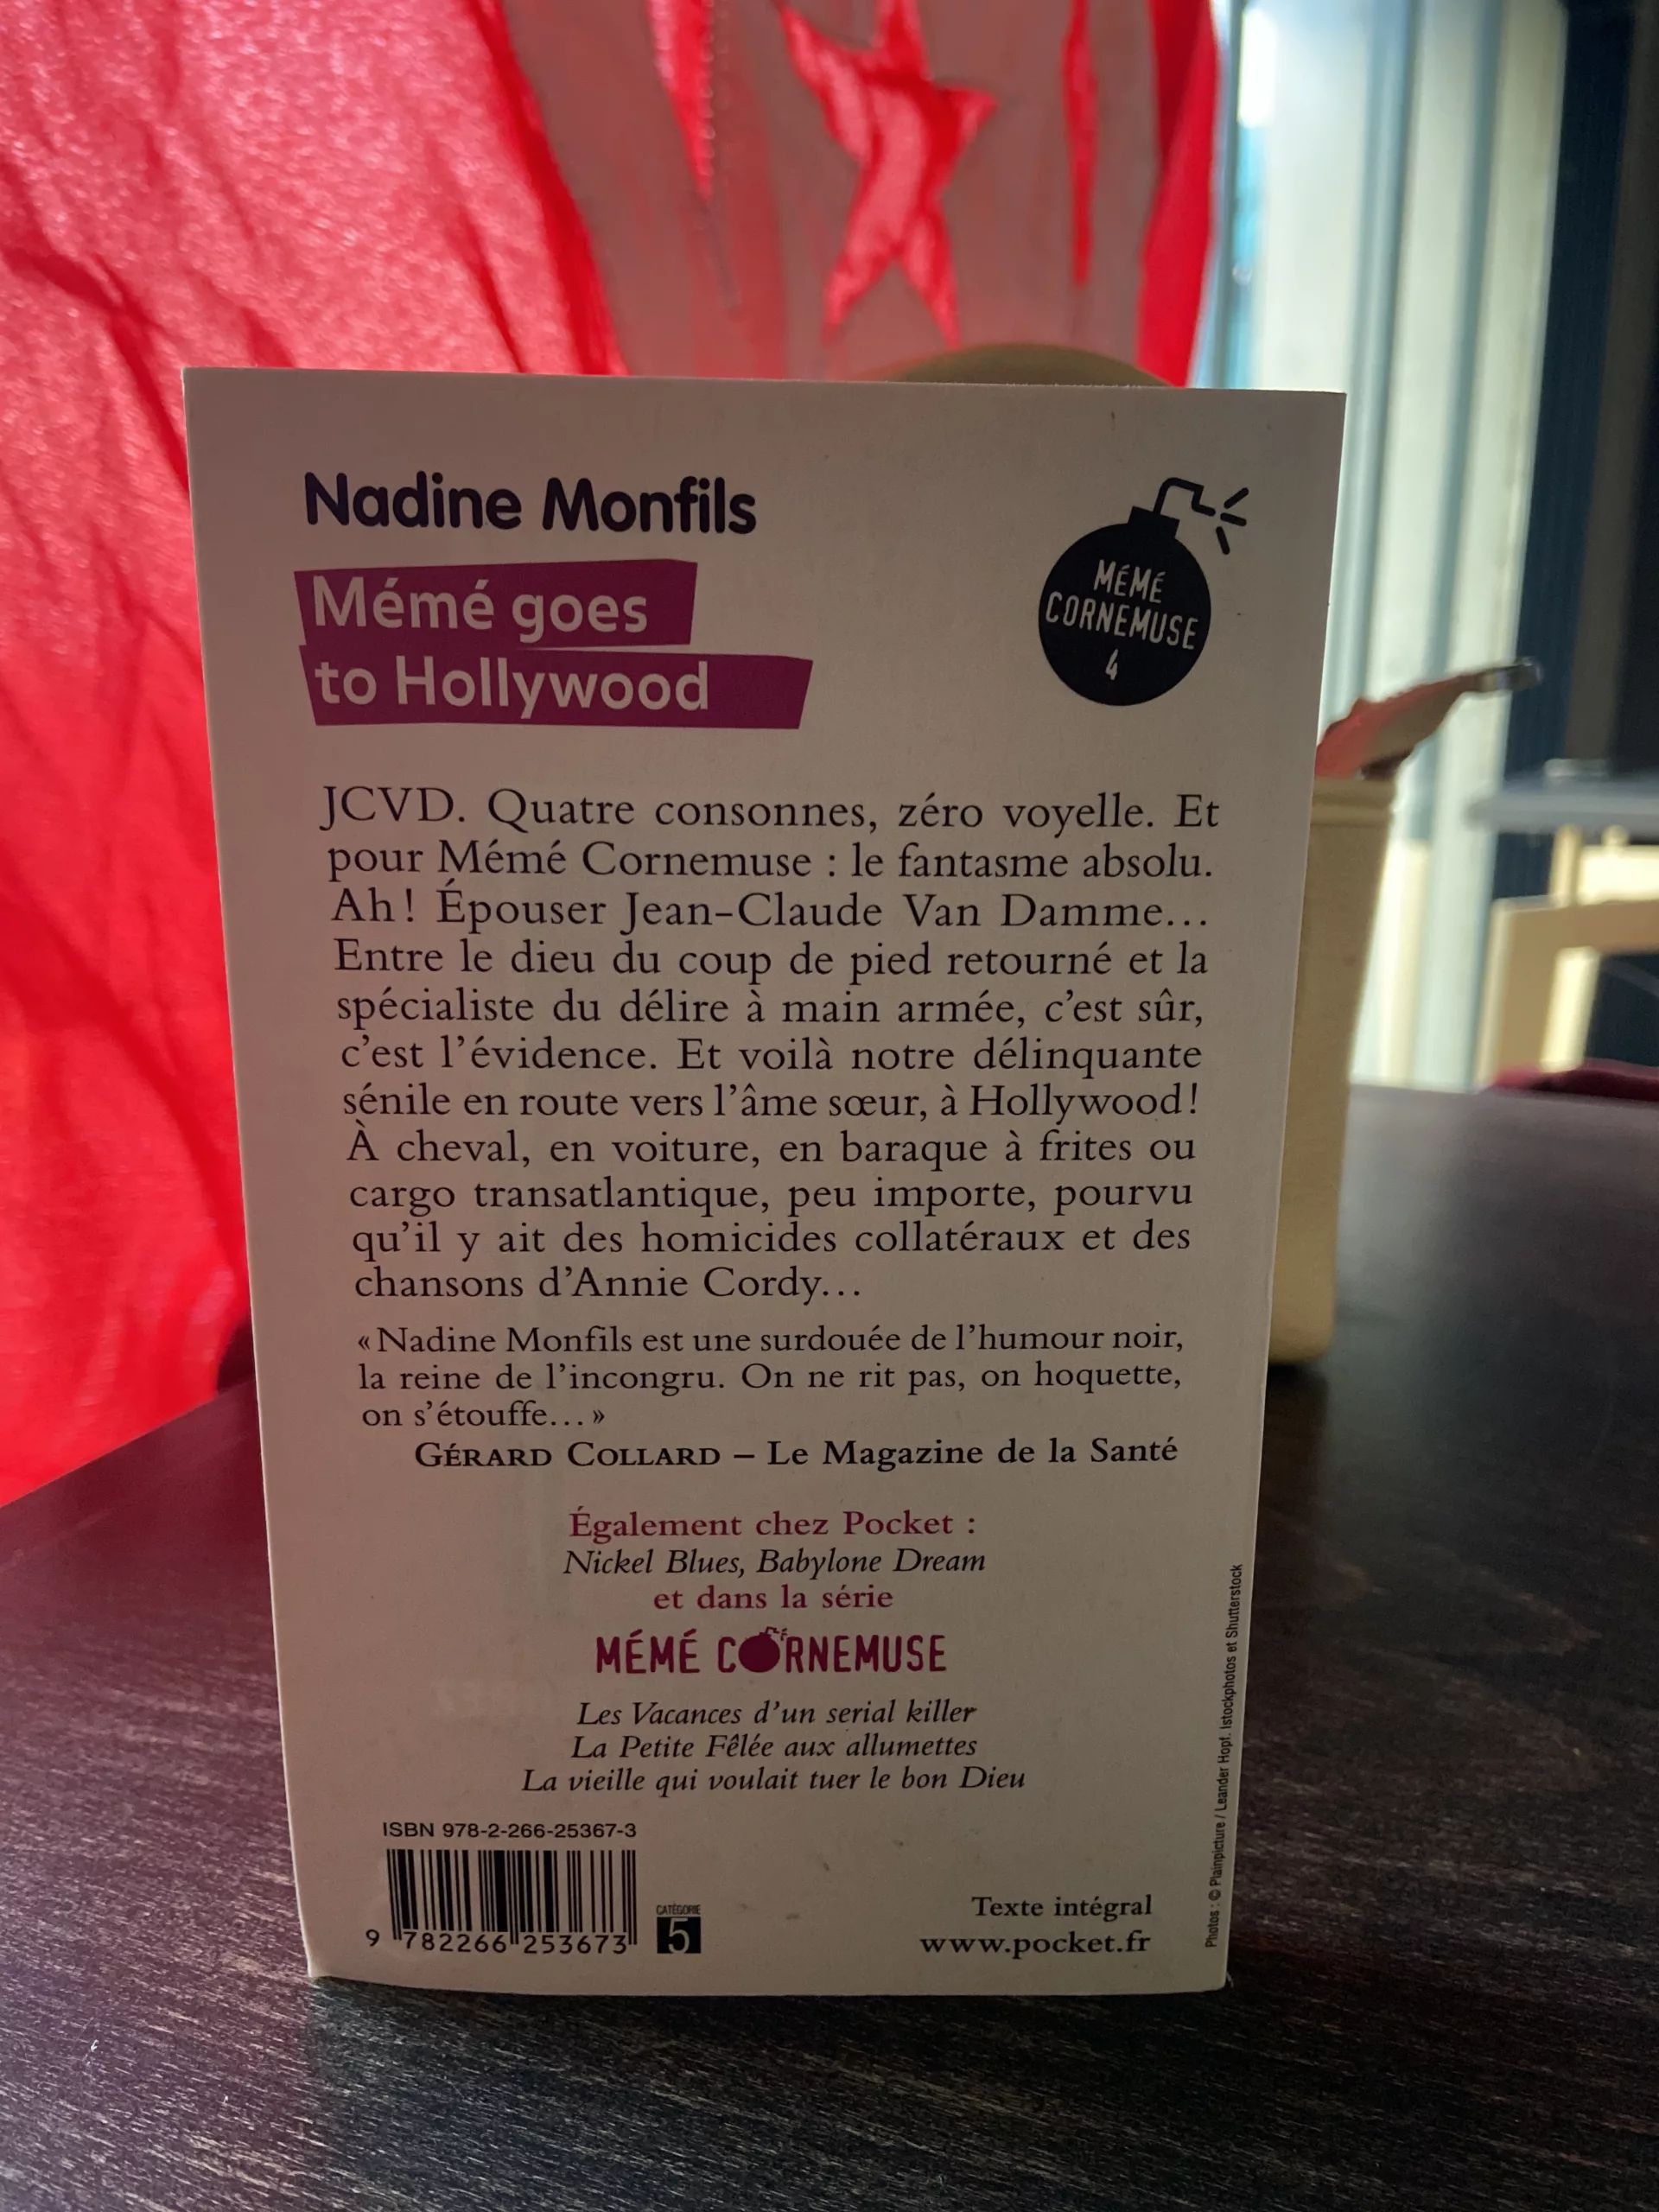 Nadine Monfils
Mémé goes
to Hollywood
MÉMÉ
CORNEMUSE
4
JCVD. Quatre consonnes, zéro voyelle. Et
pour Mémé Cornemuse : le fantasme absolu.
Ah ! Épouser Jean-Claude Van Damme...
Entre le dieu du coup de pied retourné et la
spécialiste du délire à main armée, c'est sûr,
c'est l'évidence. Et voilà notre délinquante
sénile en route vers l'âme sœur, à Hollywood !
À cheval, en voiture, en baraque à frites ou
cargo transatlantique, peu importe, pourvu
qu'il y ait des homicides collatéraux et des
chansons d'Annie Cordy...
« Nadine Monfils est une surdouée de l'humour noir,
la reine de l'incongru. On ne rit pas, on hoquette,
on s'étouffe... »
GÉRARD COLLARD – Le Magazine de la Santé
Également chez Pocket :
Nickel Blues, Babylone Dream
et dans la série
MÉMÉ CORNEMUSE
Les Vacances d'un serial killer
La Petite Fêlée aux allumettes
La vieille qui voulait tuer le bon Dieu
ISBN 978-2-266-25367-3
9 782266 253673
CATÉGORIE
5
Texte intégral
www.pocket.fr
Photos : © Plainpicture / Leander Hopf. Istockphotos et Shutterstock